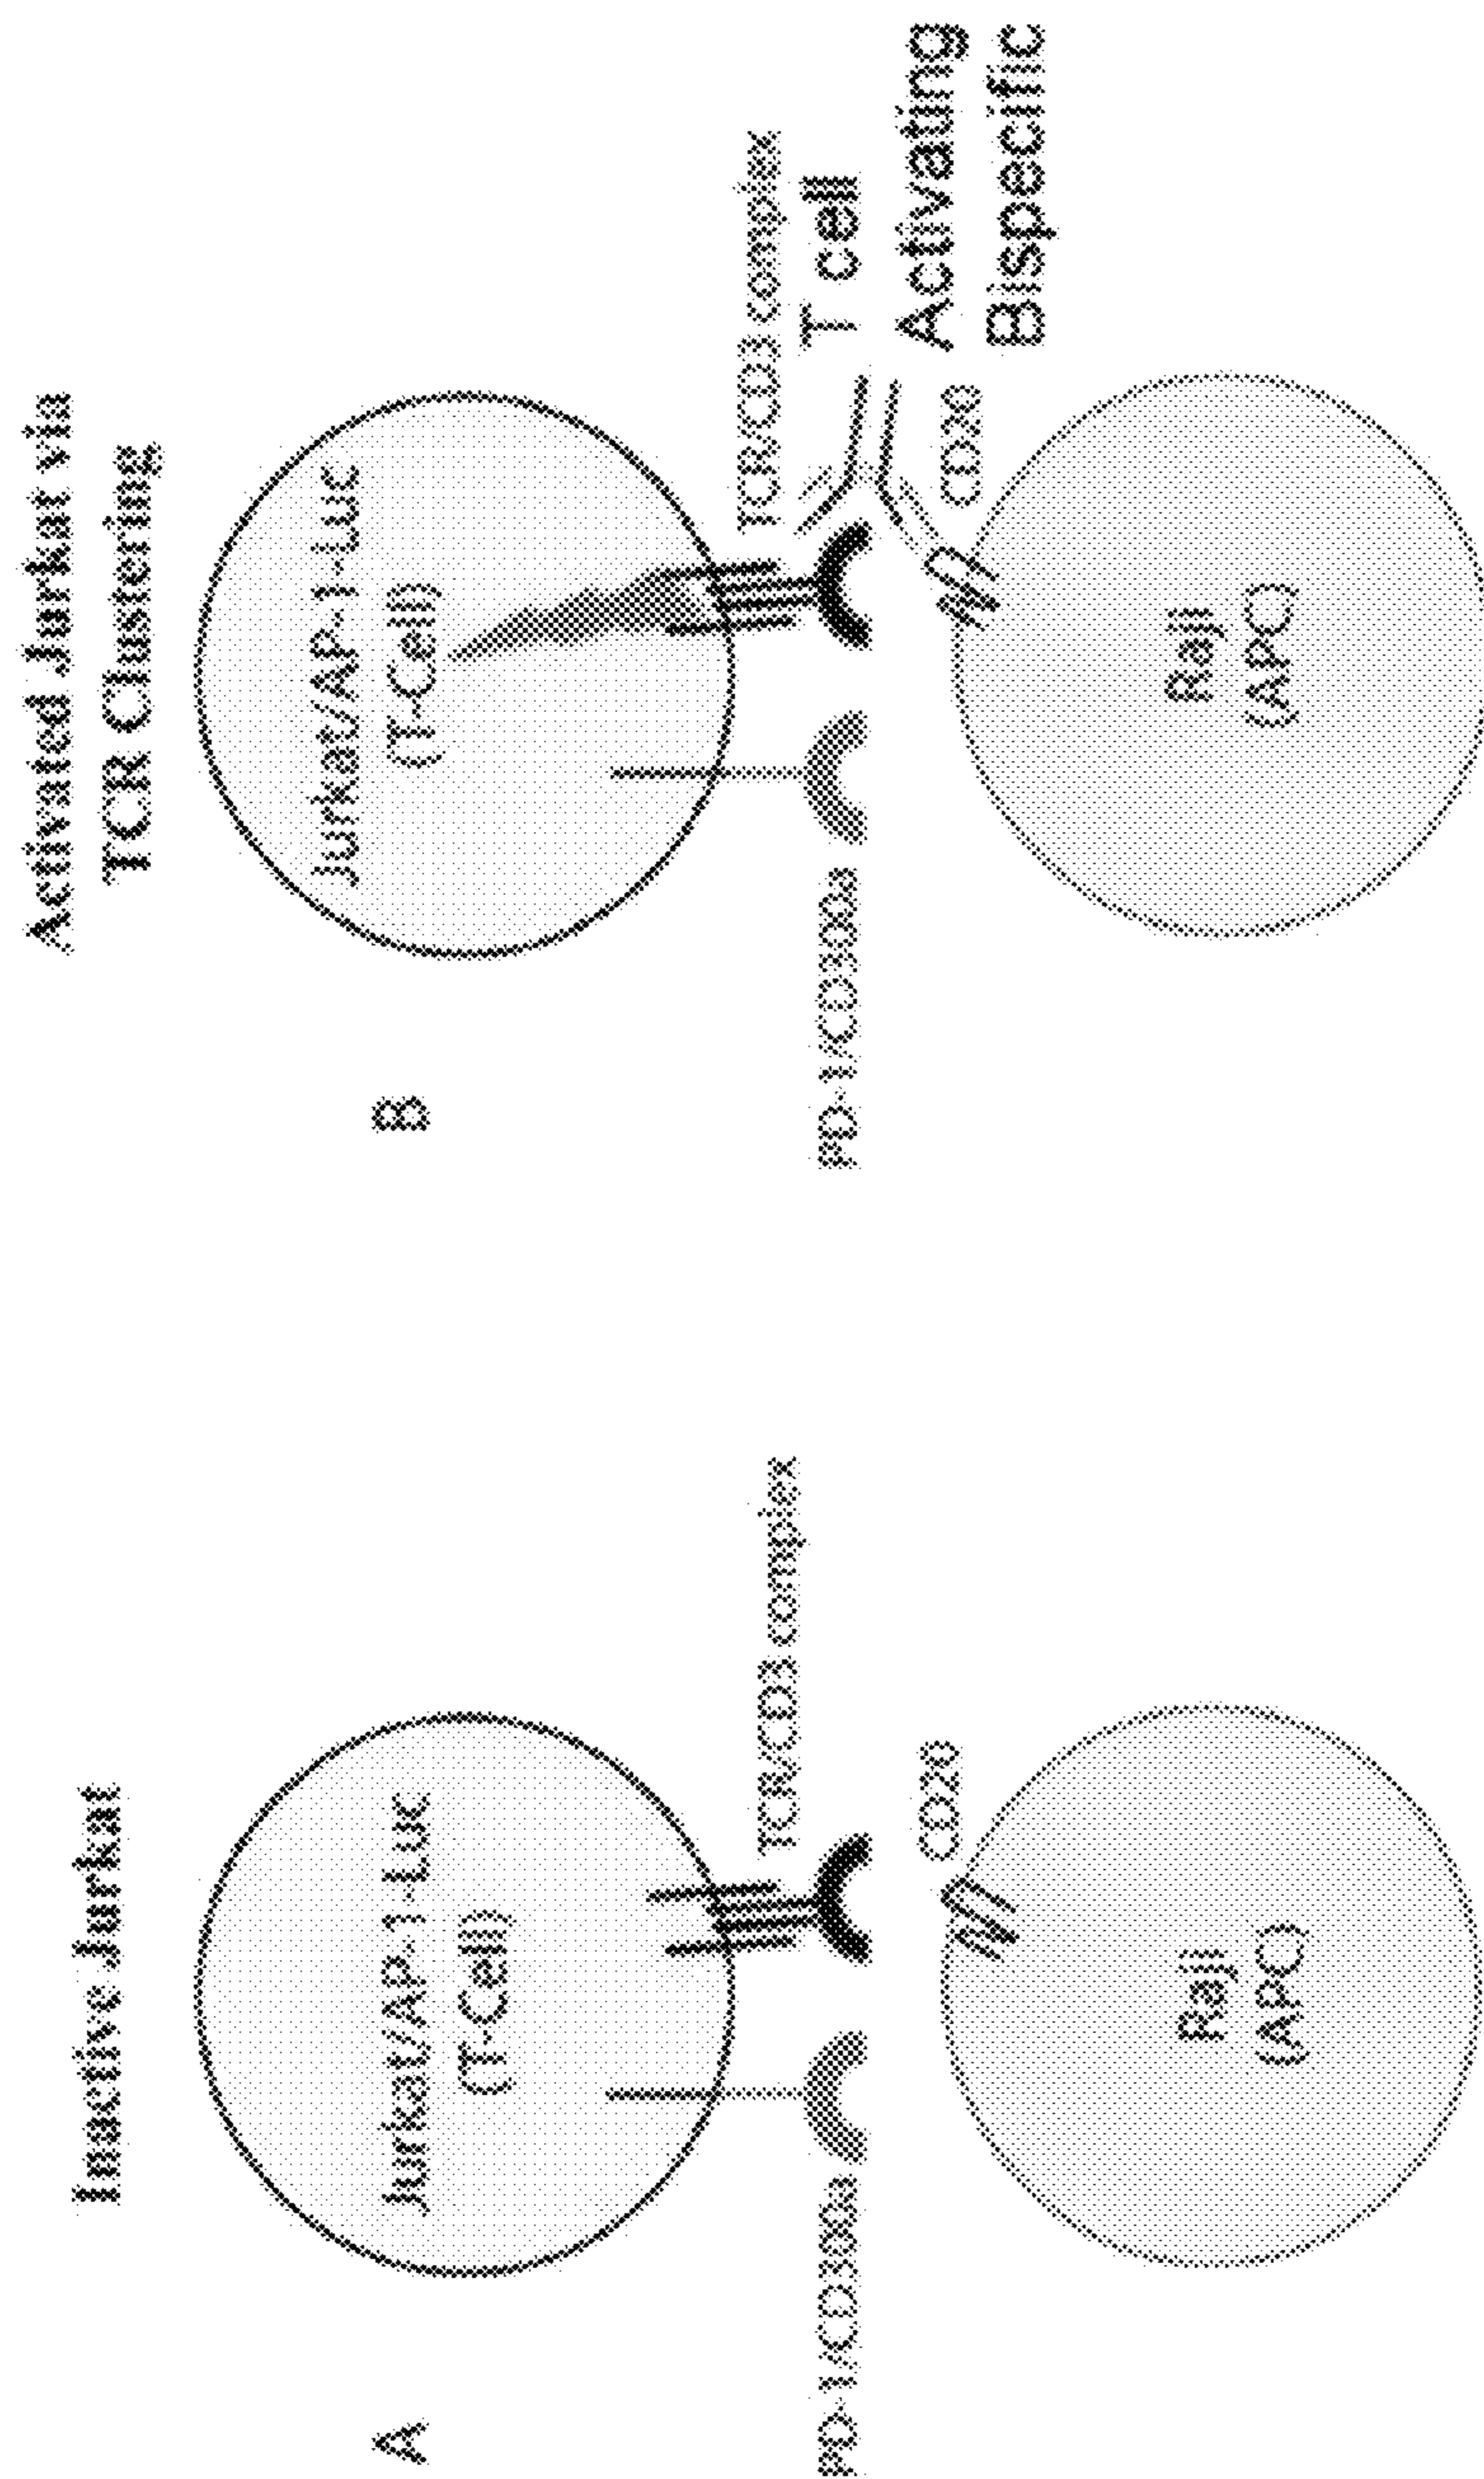 A
Inactive Jurkat
Jurkat/AP-1-Luc
(T-Cell)
PD-1/CD300a
TCR/CD3 complex
CD20
Raji
(APC)
B
Activated Jurkat via
TCR Clustering
Jurkat/AP-1-Luc
(T-Cell)
PD-1/CD300a
TCR/CD3 complex
T cell
Activating
Bispecific
CD20
Raji
(APC)